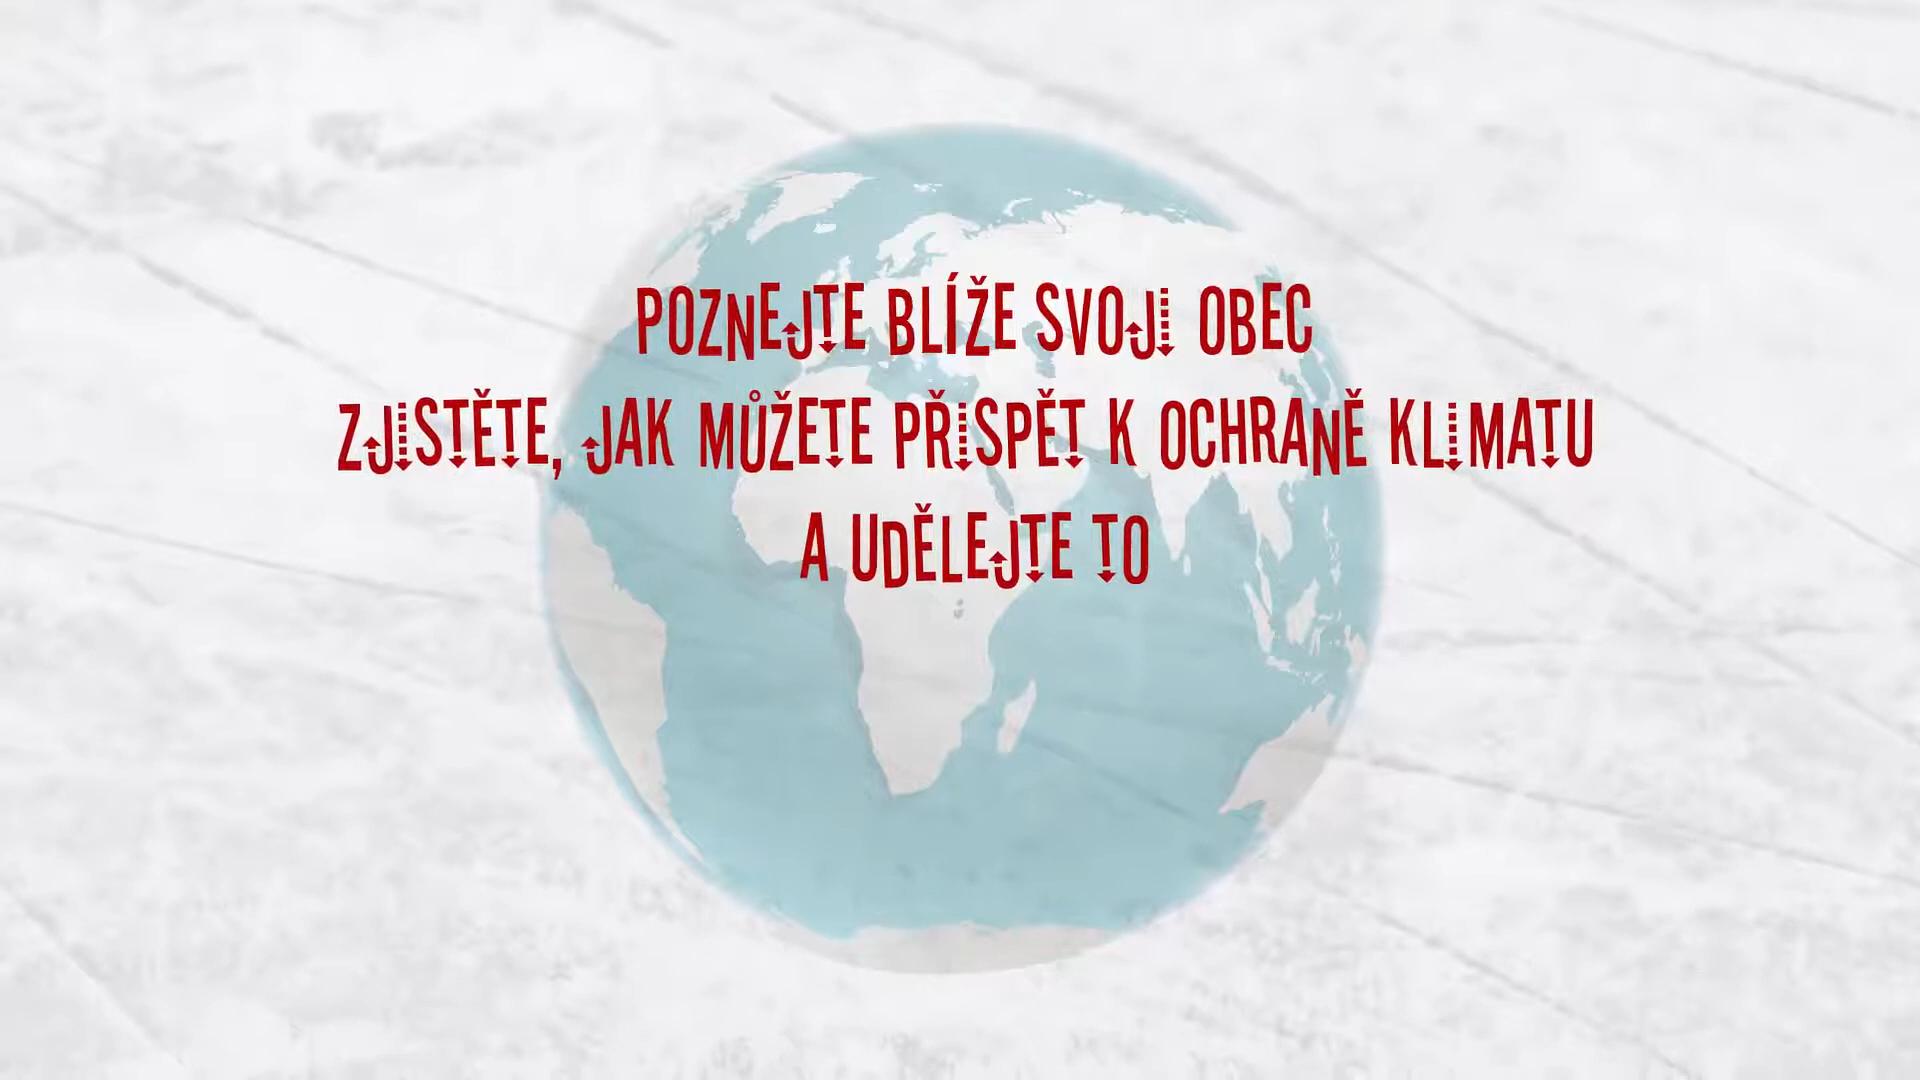 POZNEJTE BLÍŽE SVOJI OBEC
ZJISTĚTE, JAK MŮŽETE PŘISPĚT K OCHRANĚ KLIMATU
A UDĚLEJTE TO